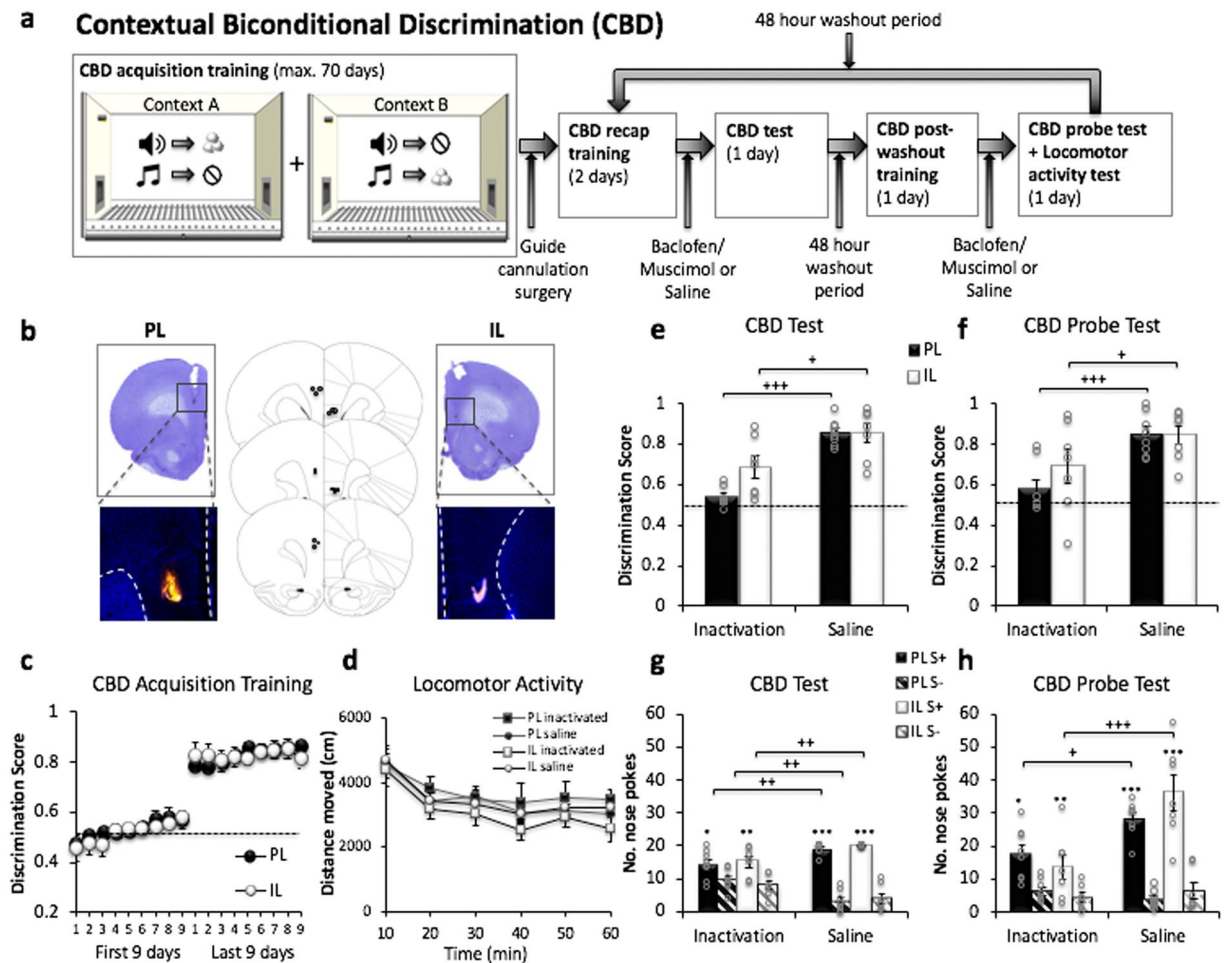 a Contextual Biconditional Discrimination (CBD)
48 hour washout period
CBD acquisition training (max. 70 days)
Context A
+
Context B
CBD recap
training
(2 days)
CBD test
(1 day)
CBD post-
washout
training
(1 day)
CBD probe test
+ Locomotor
activity test
(1 day)
Guide
cannulation
surgery
Baclofen/
Muscimol or
Saline
48 hour
washout
period
Baclofen/
Muscimol or
Saline
b
PL
IL
e
CBD Test
PL
IL
+
+++
Discrimination Score
1
0.8
0.6
0.4
0.2
0
Inactivation
Saline
f
CBD Probe Test
+
+++
Discrimination Score
1
0.8
0.6
0.4
0.2
0
Inactivation
Saline
c
CBD Acquisition Training
Discrimination Score
1
0.8
0.6
0.4
0.2
PL
IL
1 2 3 4 5 6 7 8 9 1 2 3 4 5 6 7 8 9
First 9 days
Last 9 days
d
Locomotor Activity
Distance moved (cm)
6000
4000
2000
0
PL inactivated
PL saline
IL inactivated
IL saline
10 20 30 40 50 60
Time (min)
g
CBD Test
PL S+
PL S-
IL S+
IL S-
No. nose pokes
60
50
40
30
20
10
0
++
++
++
Inactivation
Saline
h
CBD Probe Test
No. nose pokes
60
50
40
30
20
10
0
+++
+
Inactivation
Saline